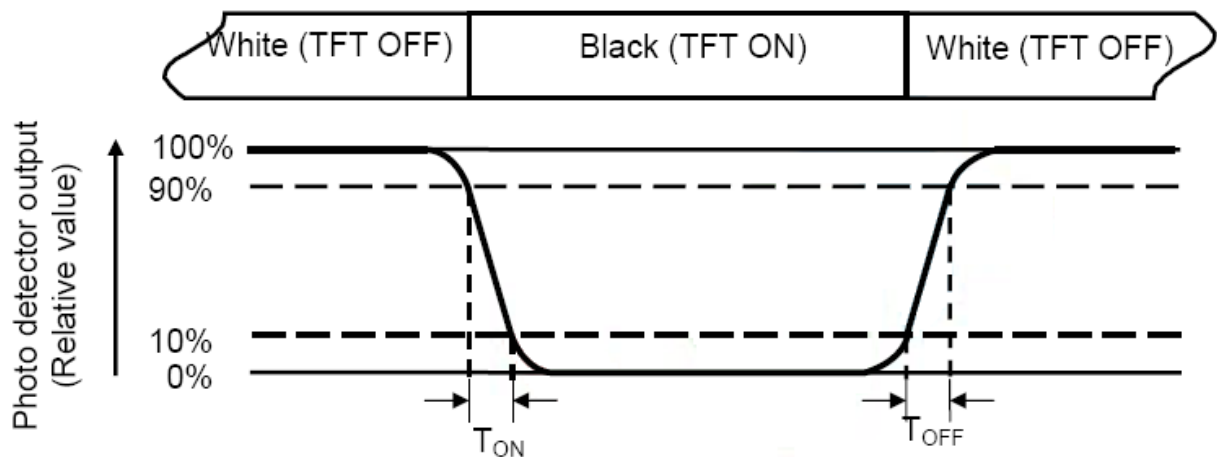 White (TFT OFF)
Black (TFT ON)
White (TFT OFF)
Photo detector output
(Relative value)
100%
90%
10%
0%
TON
TOFF